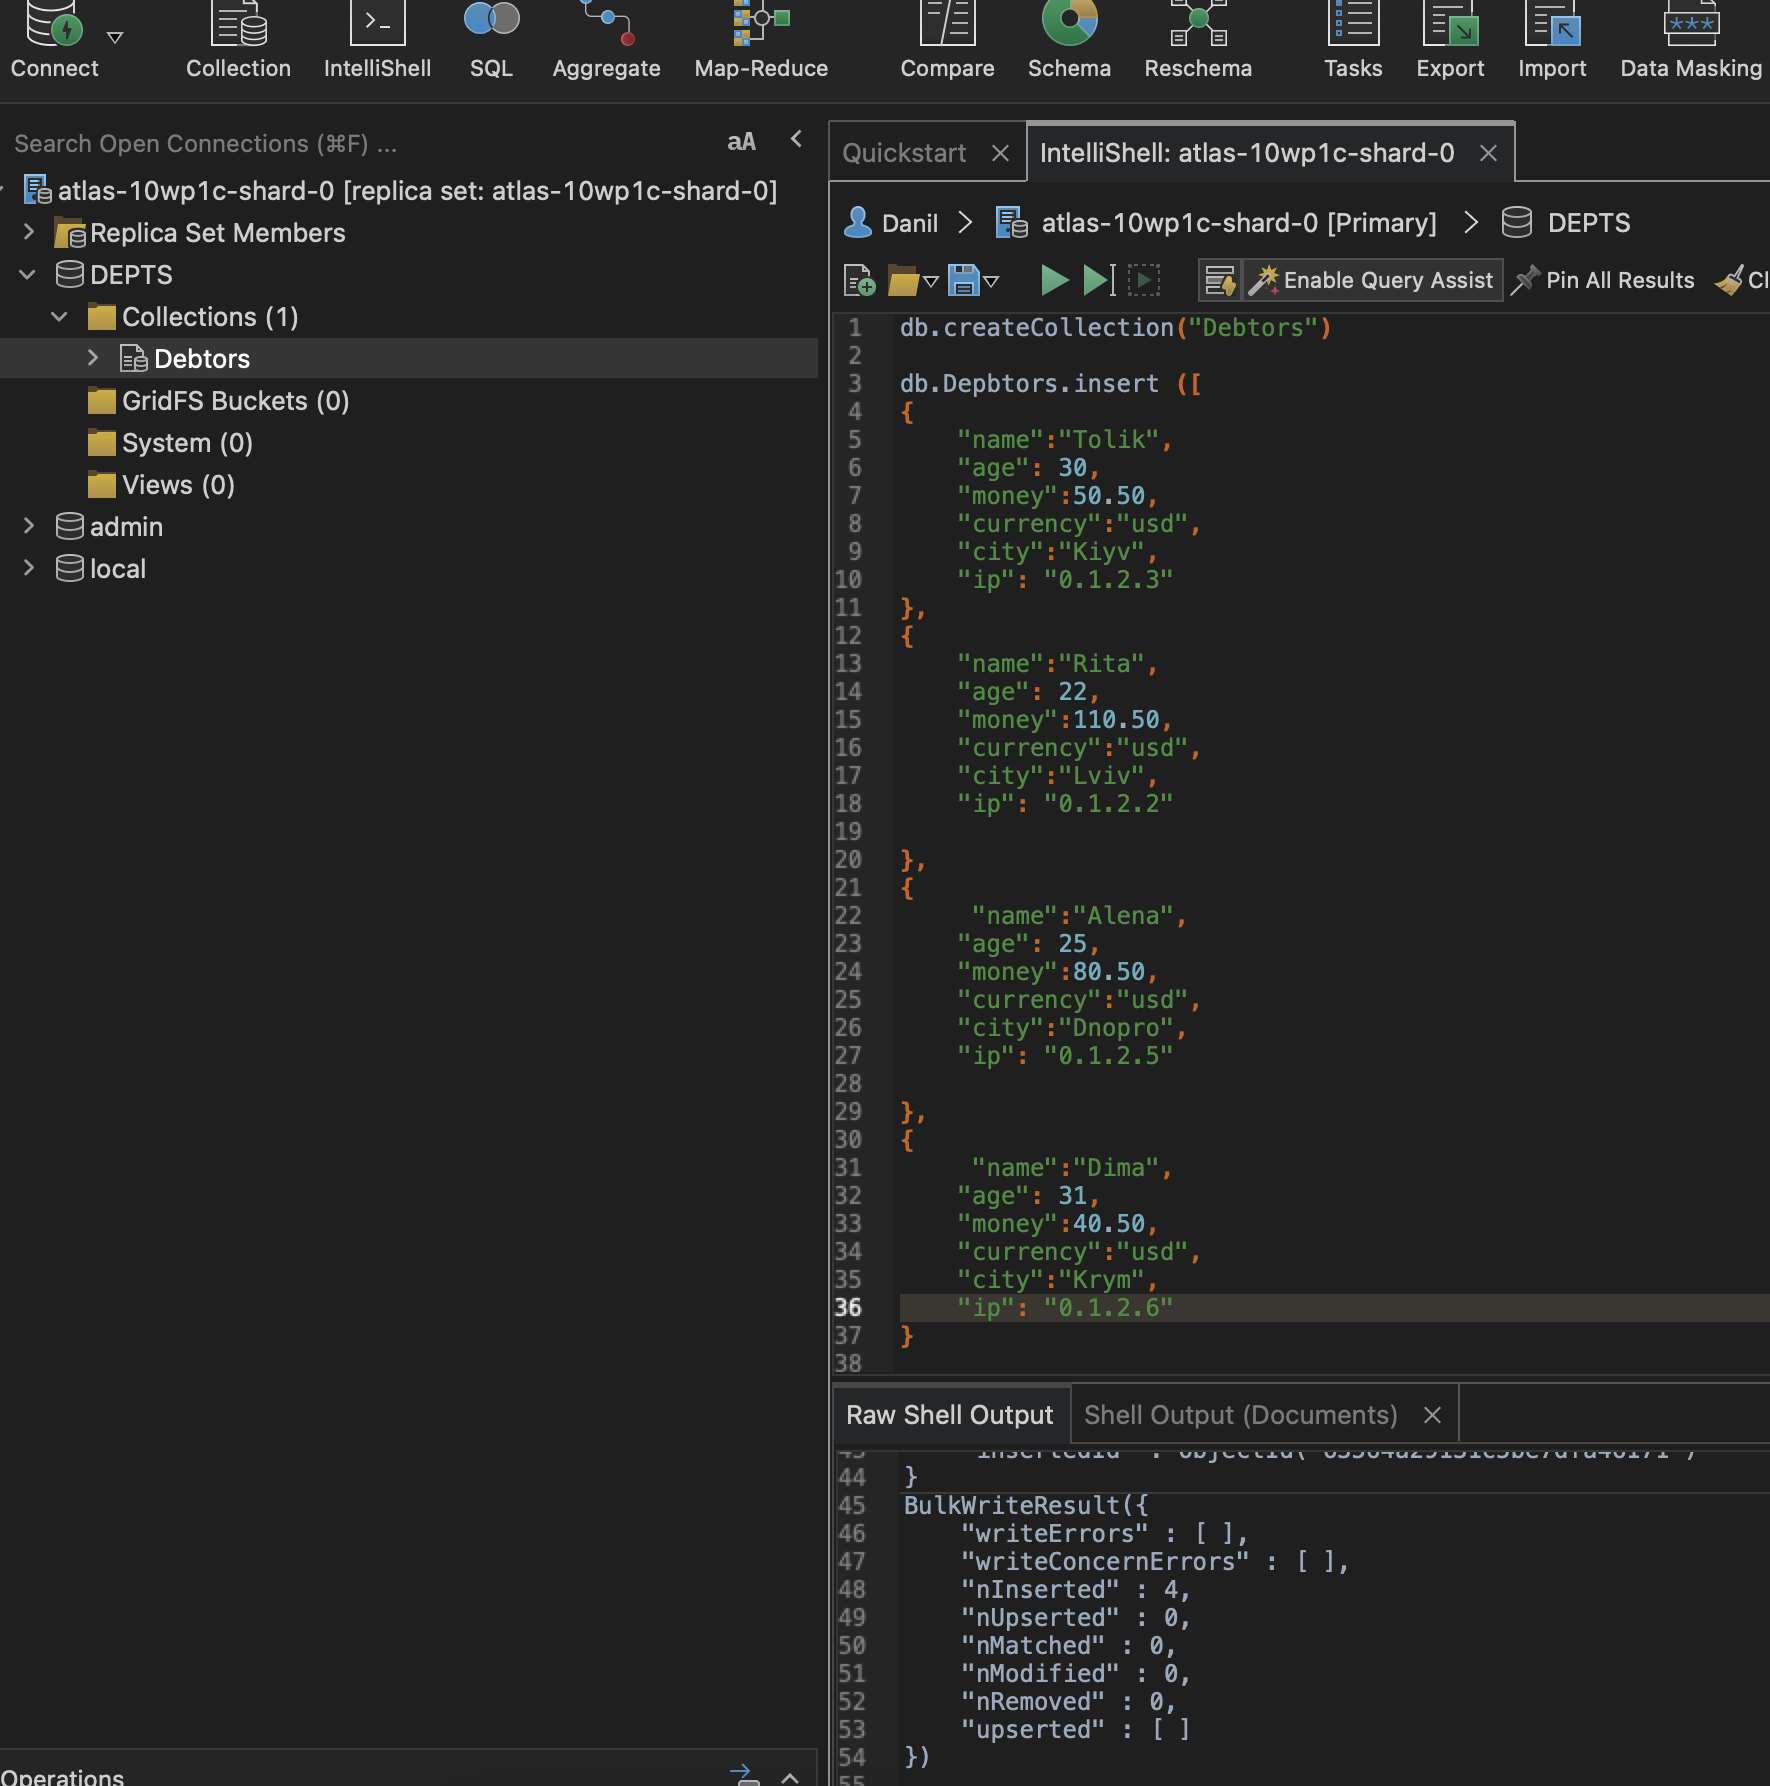 Connect
Collection
IntelliShell
SQL
Aggregate
Map-Reduce
Compare
Schema
Reschema
Tasks
Export
Import
Data Masking
Search Open Connections (⌘F) ...
aA
atlas-10wp1c-shard-0 [replica set: atlas-10wp1c-shard-0]
Replica Set Members
DEPTS
Collections (1)
Debtors
GridFS Buckets (0)
System (0)
Views (0)
admin
local
Operations
Quickstart
IntelliShell: atlas-10wp1c-shard-0
Danil
atlas-10wp1c-shard-0 [Primary]
DEPTS
Enable Query Assist
Pin All Results
Cl
1 db.createCollection("Debtors")
2
3 db.Depbtors.insert ([
4 {
5 "name":"Tolik",
6 "age": 30,
7 "money":50.50,
8 "currency":"usd",
9 "city":"Kiyv",
10 "ip": "0.1.2.3"
11 },
12 {
13 "name":"Rita",
14 "age": 22,
15 "money":110.50,
16 "currency":"usd",
17 "city":"Lviv",
18 "ip": "0.1.2.2"
19
20 },
21 {
22 "name":"Alena",
23 "age": 25,
24 "money":80.50,
25 "currency":"usd",
26 "city":"Dnopro",
27 "ip": "0.1.2.5"
28
29 },
30 {
31 "name":"Dima",
32 "age": 31,
33 "money":40.50,
34 "currency":"usd",
35 "city":"Krym",
36 "ip": "0.1.2.6"
37 }
38
Raw Shell Output
Shell Output (Documents)
44 }
45 BulkWriteResult({
46 "writeErrors" : [ ],
47 "writeConcernErrors" : [ ],
48 "nInserted" : 4,
49 "nUpserted" : 0,
50 "nMatched" : 0,
51 "nModified" : 0,
52 "nRemoved" : 0,
53 "upserted" : [ ]
54 })
55